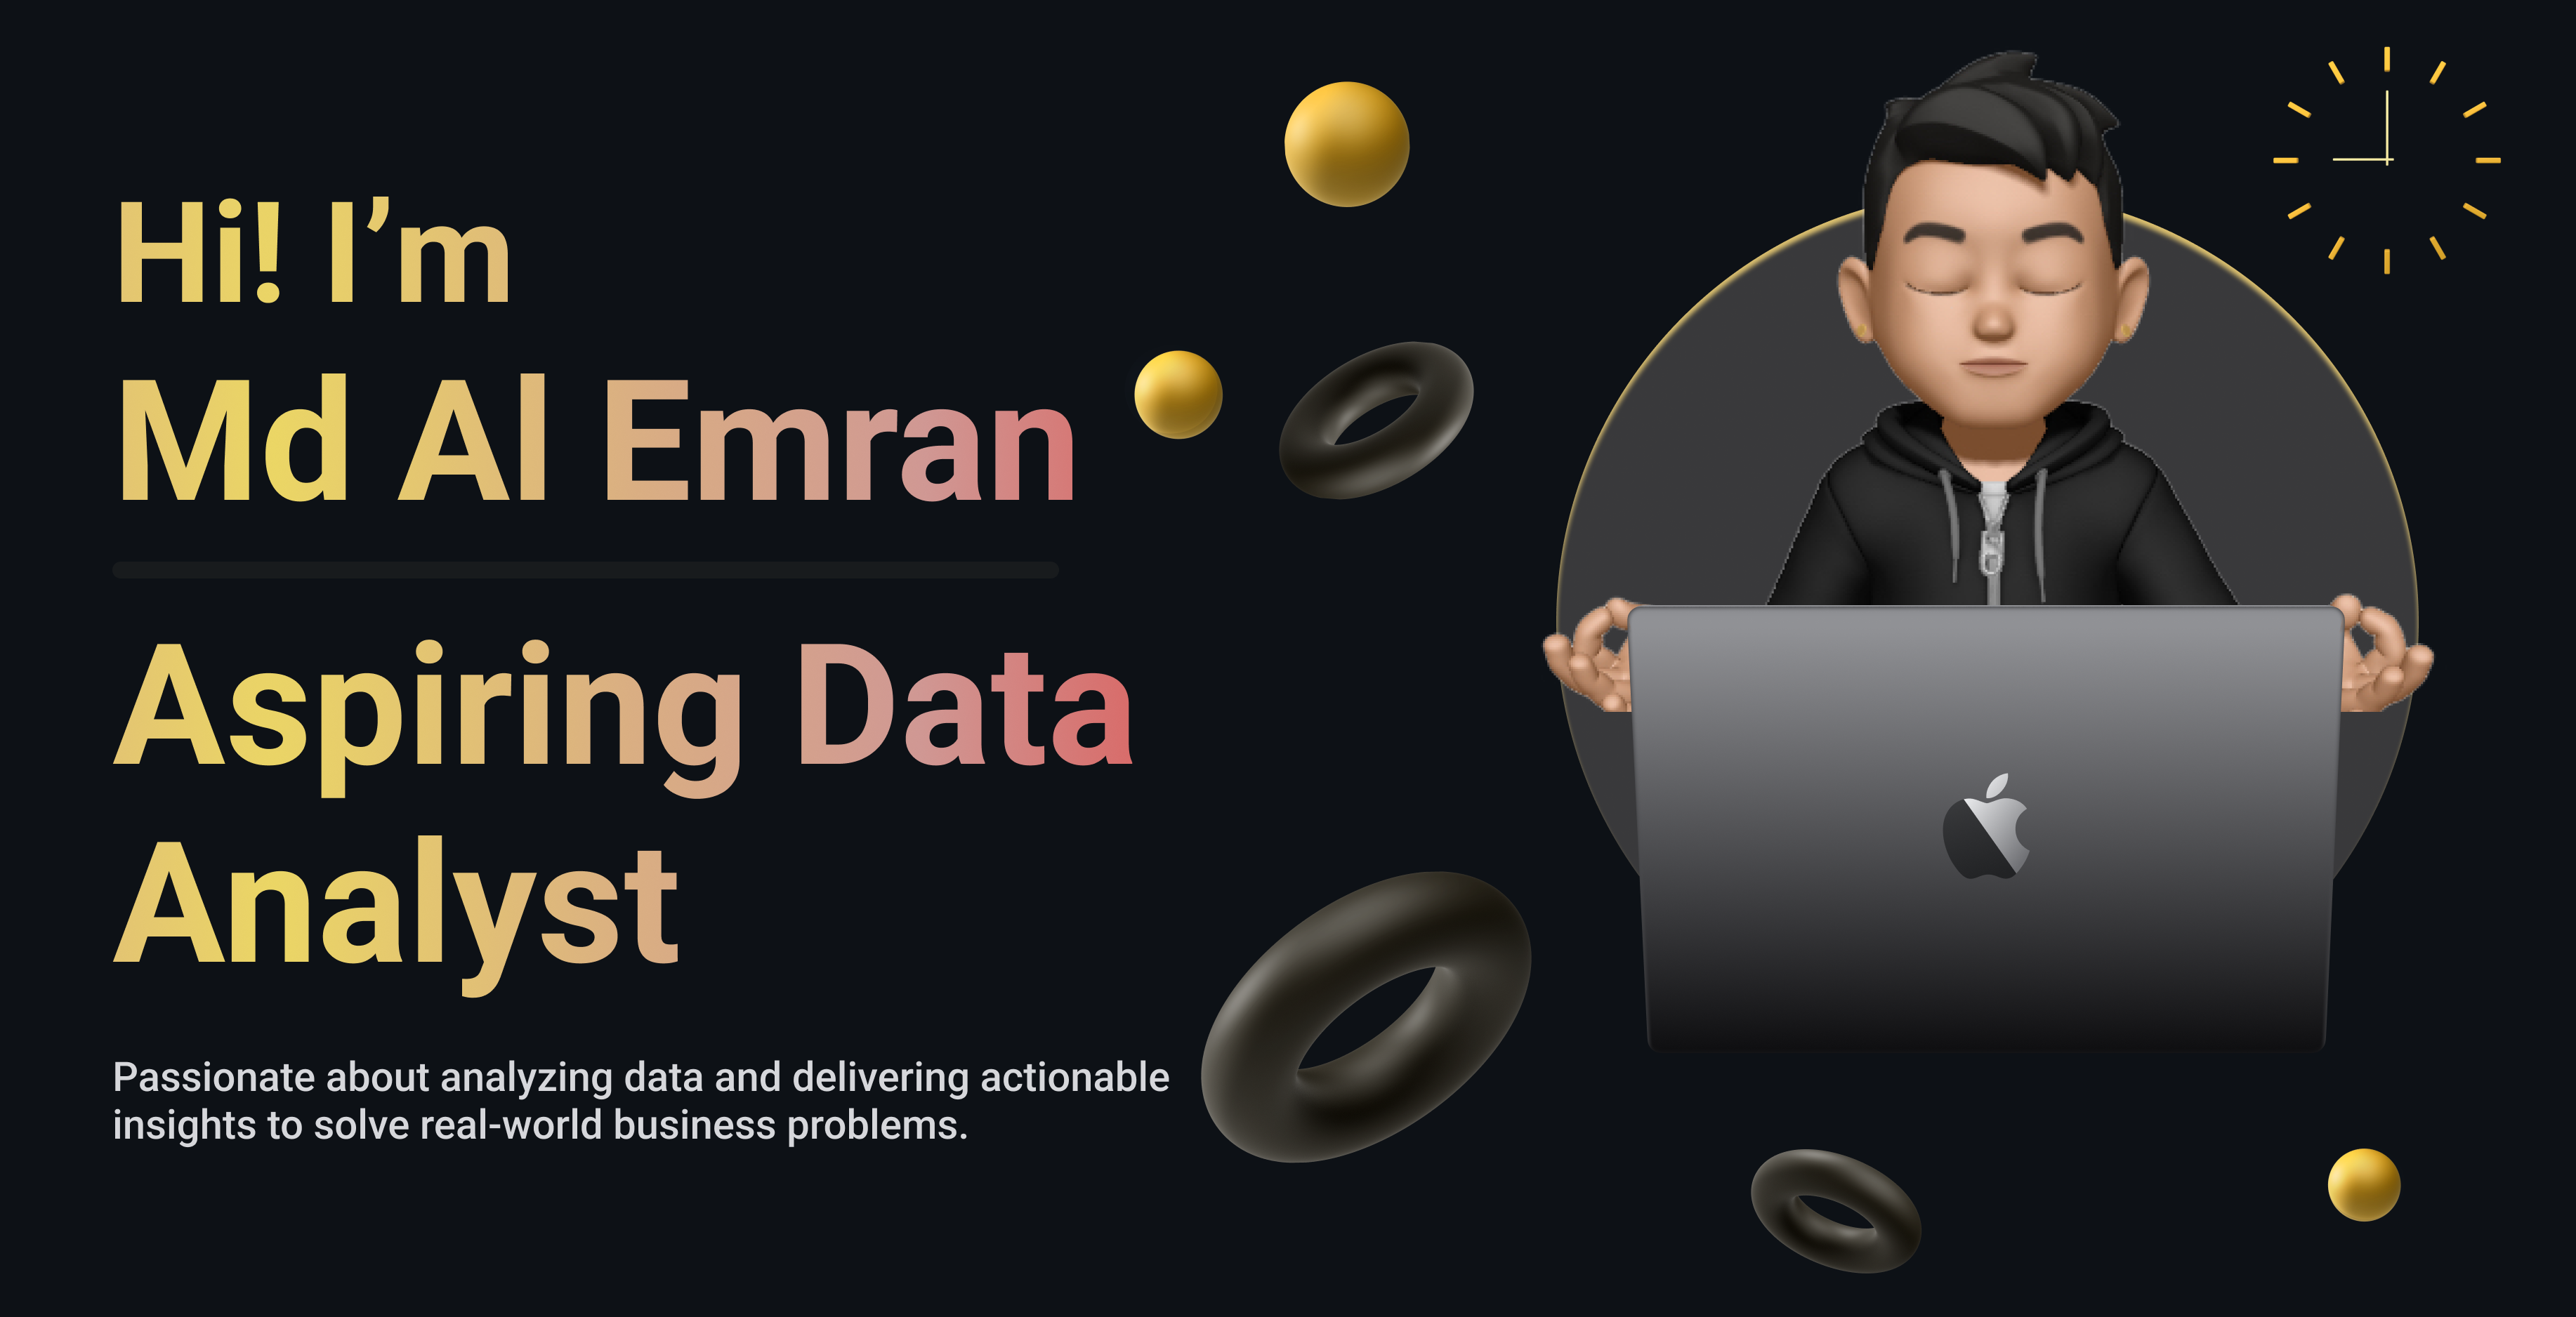 Hi! I’m
Md Al Emran
Aspiring Data
Analyst
Passionate about analyzing data and delivering actionable
insights to solve real-world business problems.